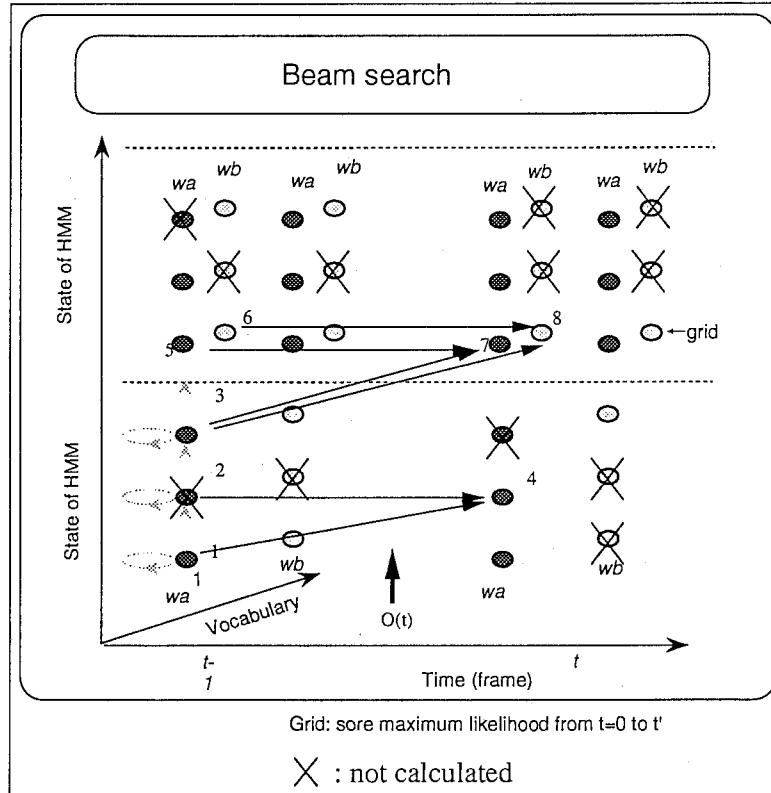 Beam search
State of HMM
wa wb wa wb wa wb wa wb
6 8
5 7 ←grid
State of HMM
3
2 4
1
1
wa wb wa wb
Vocabulary O(t)
t-1 Time (frame) t
Grid: sore maximum likelihood from t=0 to t'
X : not calculated